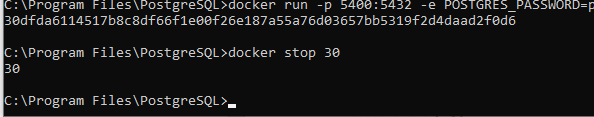 C:\Program Files\PostgreSQL>docker run -p 5400:5432 -e POSTGRES_PASSWORD=p
30dfda6114517b8c8df66f1e00f26e187a55a76d03657bb5319f2d4daad2f0d6
C:\Program Files\PostgreSQL>docker stop 30
30
C:\Program Files\PostgreSQL>